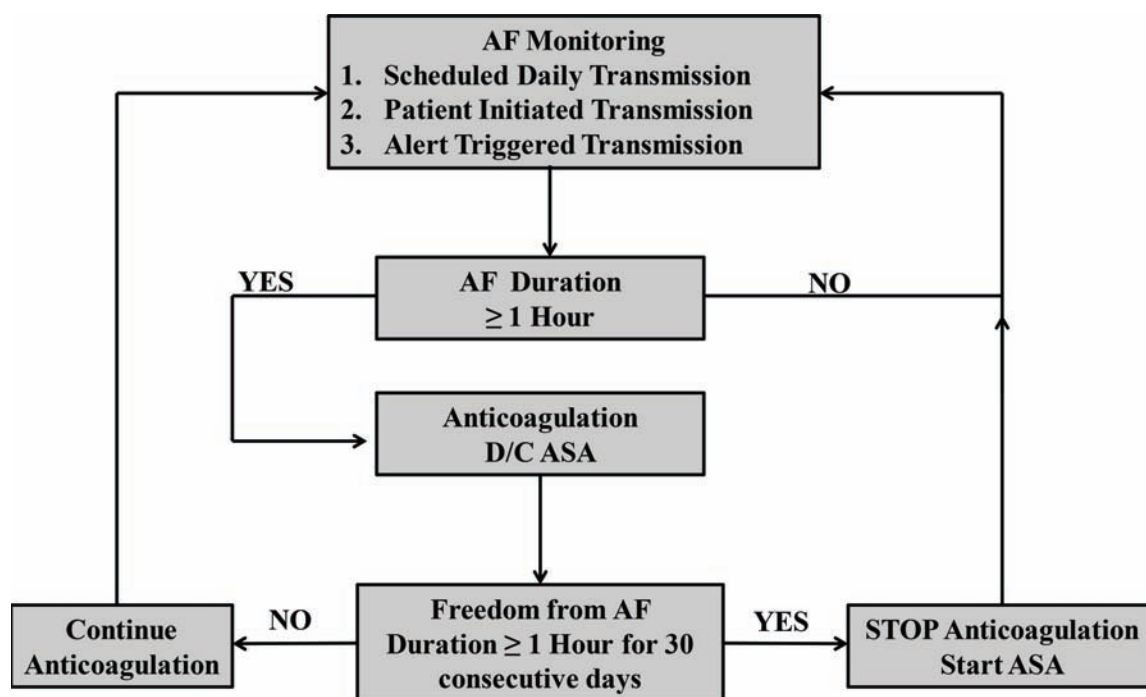 AF Monitoring
1. Scheduled Daily Transmission
2. Patient Initiated Transmission
3. Alert Triggered Transmission
YES
AF Duration
≥ 1 Hour
NO
Anticoagulation
D/C ASA
Continue
Anticoagulation
NO
Freedom from AF
Duration ≥ 1 Hour for 30
consecutive days
YES
STOP Anticoagulation
Start ASA